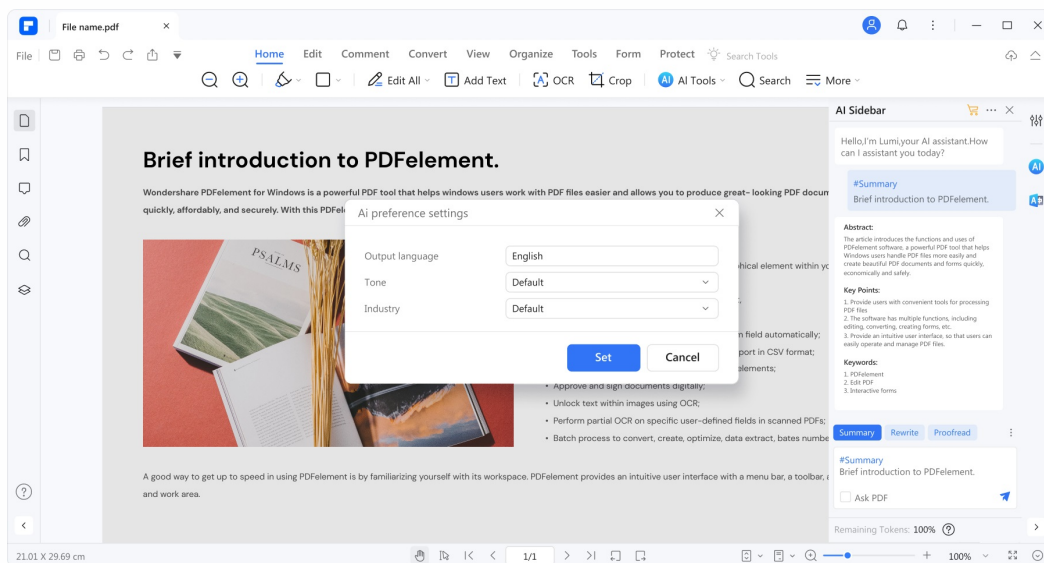 File name.pdf
File
Home Edit Comment Convert View Organize Tools Form Protect Search Tools
Edit All Add Text OCR Crop AI AI Tools Search More
Brief introduction to PDFelement.
Wondershare PDFelement for Windows is a powerful PDF tool that helps windows users work with PDF files easier and allows you to produce great- looking PDF docum
quickly, affordably, and securely. With this PDFel
PSALMS
phical element within yo
n field automatically;
port in CSV format;
elements;
• Approve and sign documents digitally;
• Unlock text within images using OCR;
• Perform partial OCR on specific user-defined fields in scanned PDFs;
• Batch process to convert, create, optimize, data extract, bates numbe
A good way to get up to speed in using PDFelement is by familiarizing yourself with its workspace. PDFelement provides an intuitive user interface with a menu bar, a toolbar,
and work area.
Ai preference settings
Output language English
Tone Default
Industry Default
Set Cancel
AI Sidebar
Hello,I'm Lumi,your AI assistant.How
can I assistant you today?
#Summary
Brief introduction to PDFelement.
Abstract:
The article introduces the functions and uses of
PDFelement software, a powerful PDF tool that helps
Windows users handle PDF files more easily and
create beautiful PDF documents and forms quickly,
economically and safely.
Key Points:
1. Provide users with convenient tools for processing
PDF files
2. The software has multiple functions, including
editing, converting, creating forms, etc.
3. Provide an intuitive user interface, so that users can
easily operate and manage PDF files.
Keywords:
1. PDFelement
2. Edit PDF
3. Interactive forms
Summary Rewrite Proofread
#Summary
Brief introduction to PDFelement.
Ask PDF
Remaining Tokens: 100%
AI
21.01 X 29.69 cm
1/1
100%